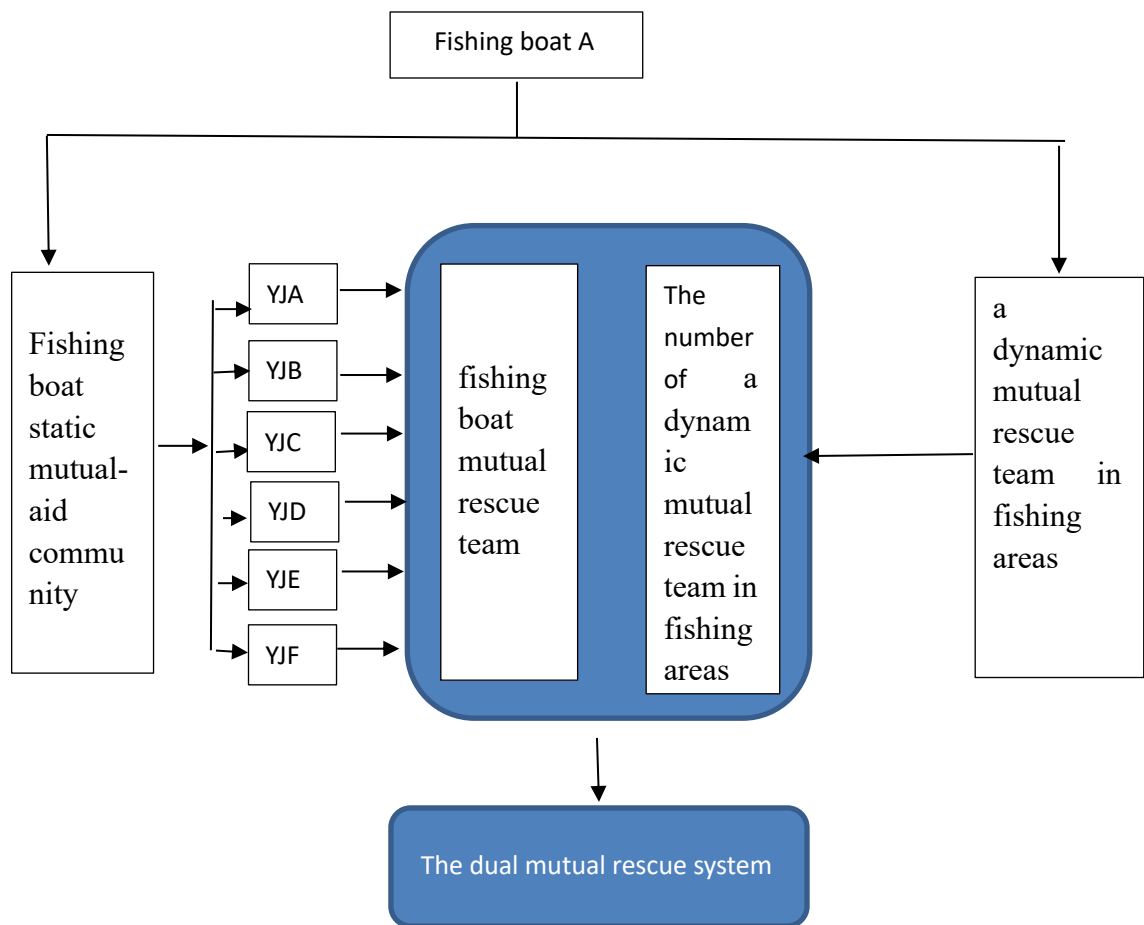 Fishing boat A
Fishing
boat
static
mutual-
aid
commu
nity
YJA
YJB
YJC
YJD
YJE
YJF
fishing
boat
mutual
rescue
team
The
number
of a
dynam
ic
mutual
rescue
team in
fishing
areas
a
dynamic
mutual
rescue
team in
fishing
areas
The dual mutual rescue system